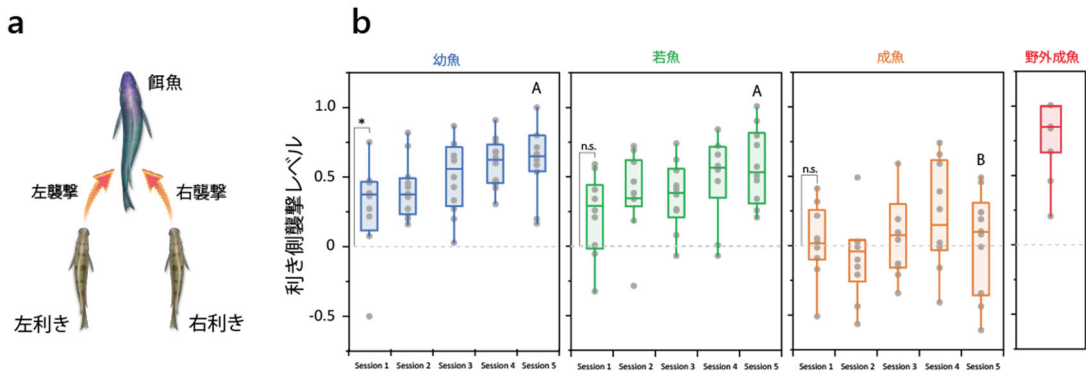 a
餌魚
左襲撃
右襲撃
左利き
右利き
b
幼魚
若魚
成魚
野外成魚
利き側襲撃レベル
1.0
0.5
0
-0.5
*
A
n.s.
A
n.s.
B
Session 1 Session 2 Session 3 Session 4 Session 5
Session 1 Session 2 Session 3 Session 4 Session 5
Session 1 Session 2 Session 3 Session 4 Session 5